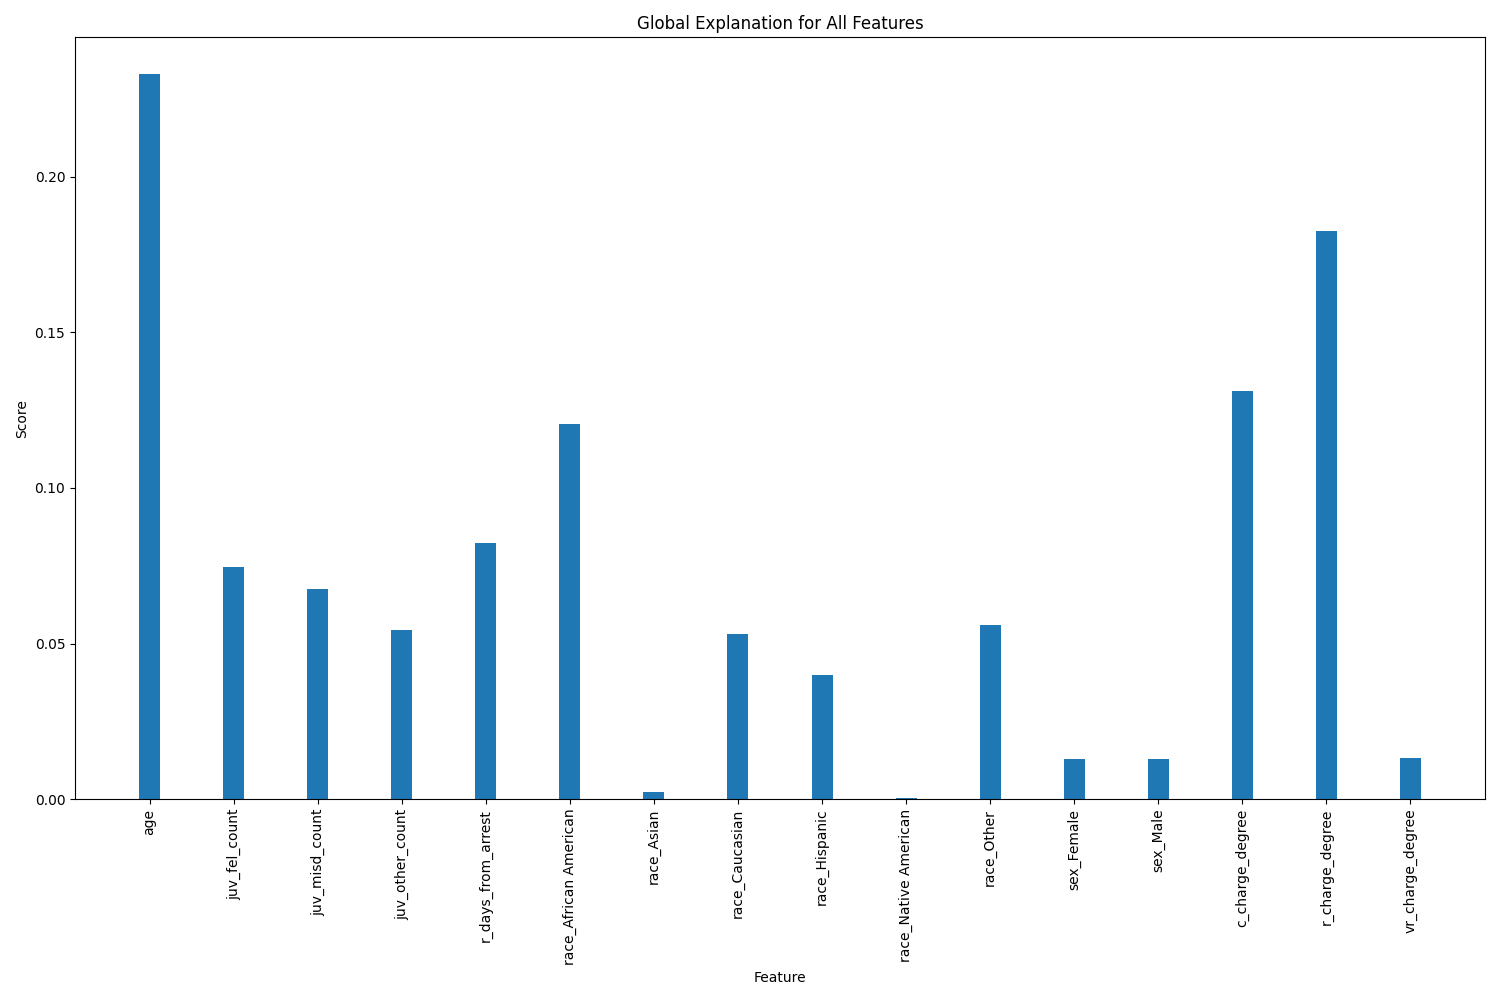 Global Explanation for All Features
Score
0.20
0.15
0.10
0.05
0.00
age
juv_fel_count
juv_misd_count
juv_other_count
r_days_from_arrest
race_African American
race_Asian
race_Caucasian
race_Hispanic
race_Native American
race_Other
sex_Female
sex_Male
c_charge_degree
r_charge_degree
vr_charge_degree
Feature